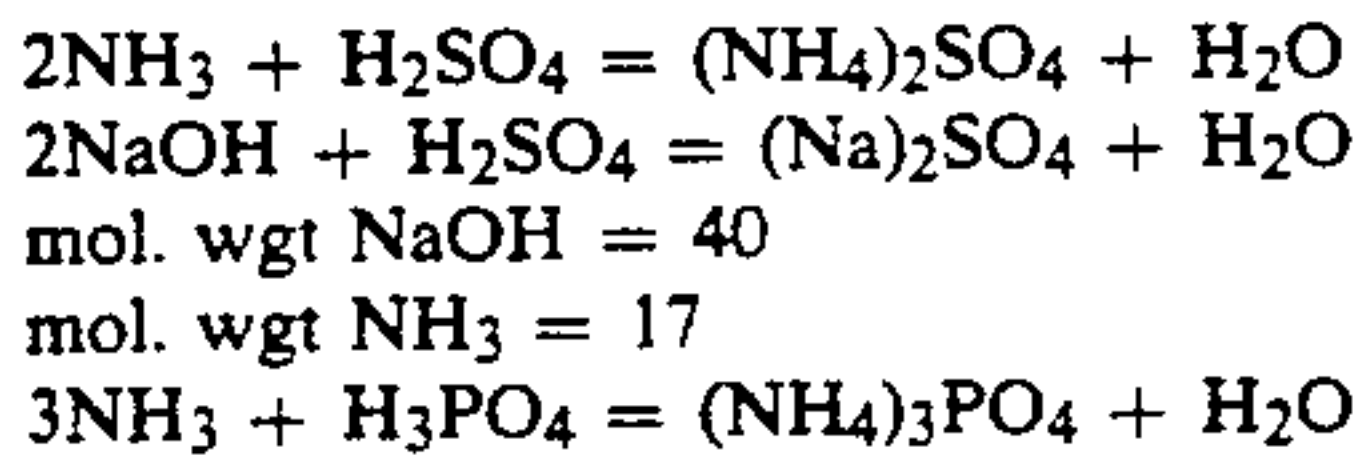 2NH₃ + H₂SO₄ = (NH₄)₂SO₄ + H₂O
2NaOH + H₂SO₄ = (Na)₂SO₄ + H₂O
mol. wgt NaOH = 40
mol. wgt NH₃ = 17
3NH₃ + H₃PO₄ = (NH₄)₃PO₄ + H₂O